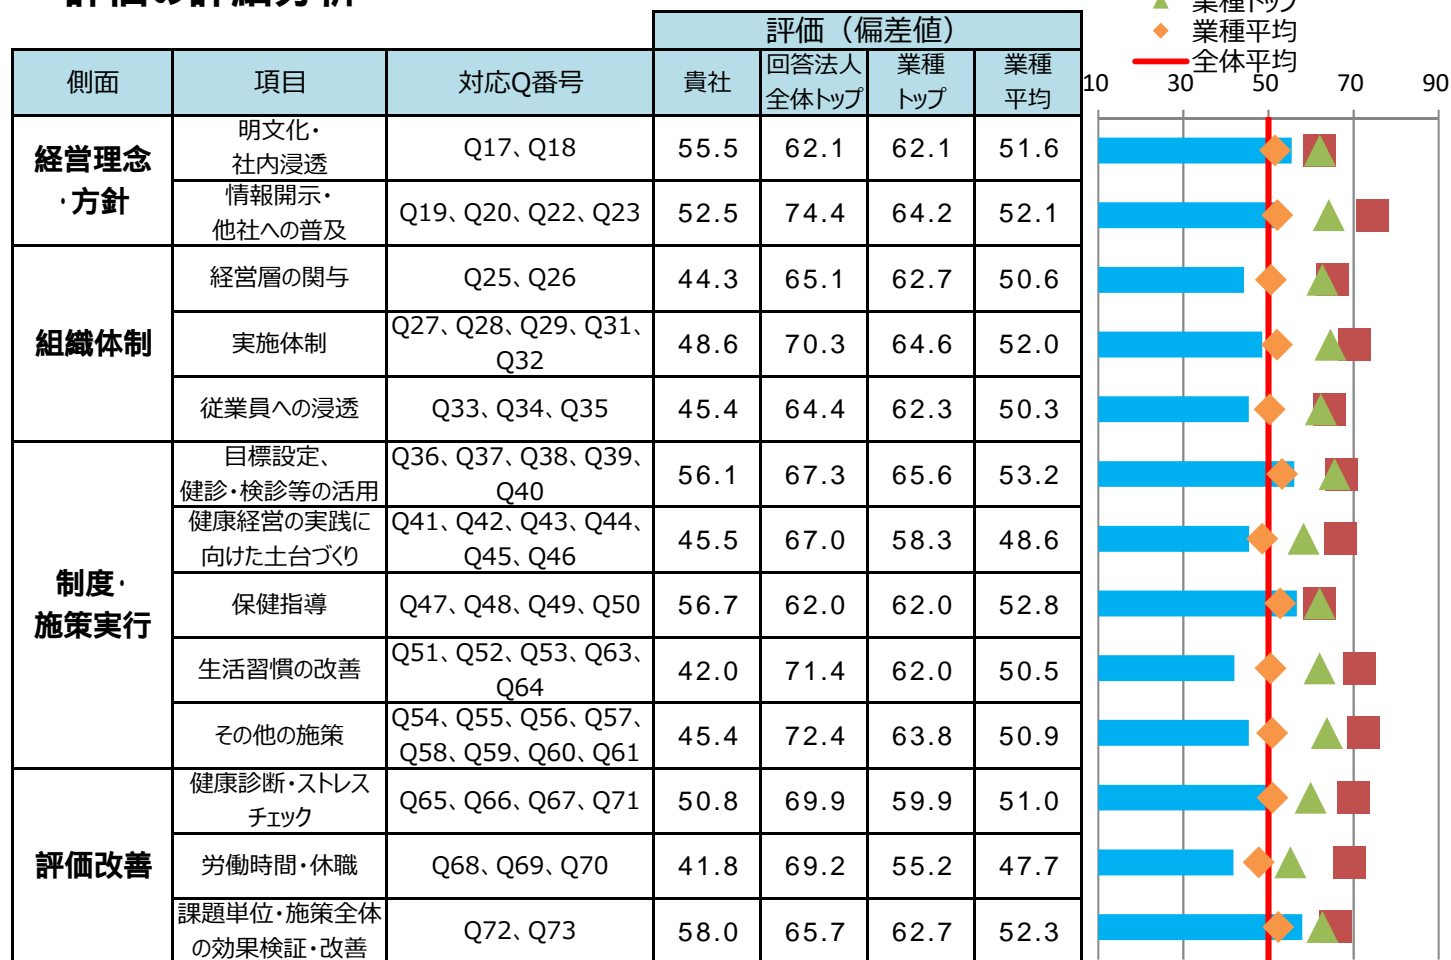 業種トップ
業種平均
全体平均
評価（偏差値）
側面 項目 対応Q番号 貴社 回答法人 業種 業種
全体トップ トップ 平均
10 30 50 70 90
経営理念
・方針
明文化・
社内浸透
Q17、Q18 55.5 62.1 62.1 51.6
情報開示・
他社への普及
Q19、Q20、Q22、Q23 52.5 74.4 64.2 52.1
組織体制
経営層の関与 Q25、Q26 44.3 65.1 62.7 50.6
実施体制
Q27、Q28、Q29、Q31、
Q32
48.6 70.3 64.6 52.0
従業員への浸透 Q33、Q34、Q35 45.4 64.4 62.3 50.3
制度・
施策実行
目標設定、
健診・検診等の活用
Q36、Q37、Q38、Q39、
Q40
56.1 67.3 65.6 53.2
健康経営の実践に
向けた土台づくり
Q41、Q42、Q43、Q44、
Q45、Q46
45.5 67.0 58.3 48.6
保健指導 Q47、Q48、Q49、Q50 56.7 62.0 62.0 52.8
生活習慣の改善
Q51、Q52、Q53、Q63、
Q64
42.0 71.4 62.0 50.5
その他の施策
Q54、Q55、Q56、Q57、
Q58、Q59、Q60、Q61
45.4 72.4 63.8 50.9
評価改善
健康診断・ストレス
チェック
Q65、Q66、Q67、Q71 50.8 69.9 59.9 51.0
労働時間・休職 Q68、Q69、Q70 41.8 69.2 55.2 47.7
課題単位・施策全体
の効果検証・改善
Q72、Q73 58.0 65.7 62.7 52.3